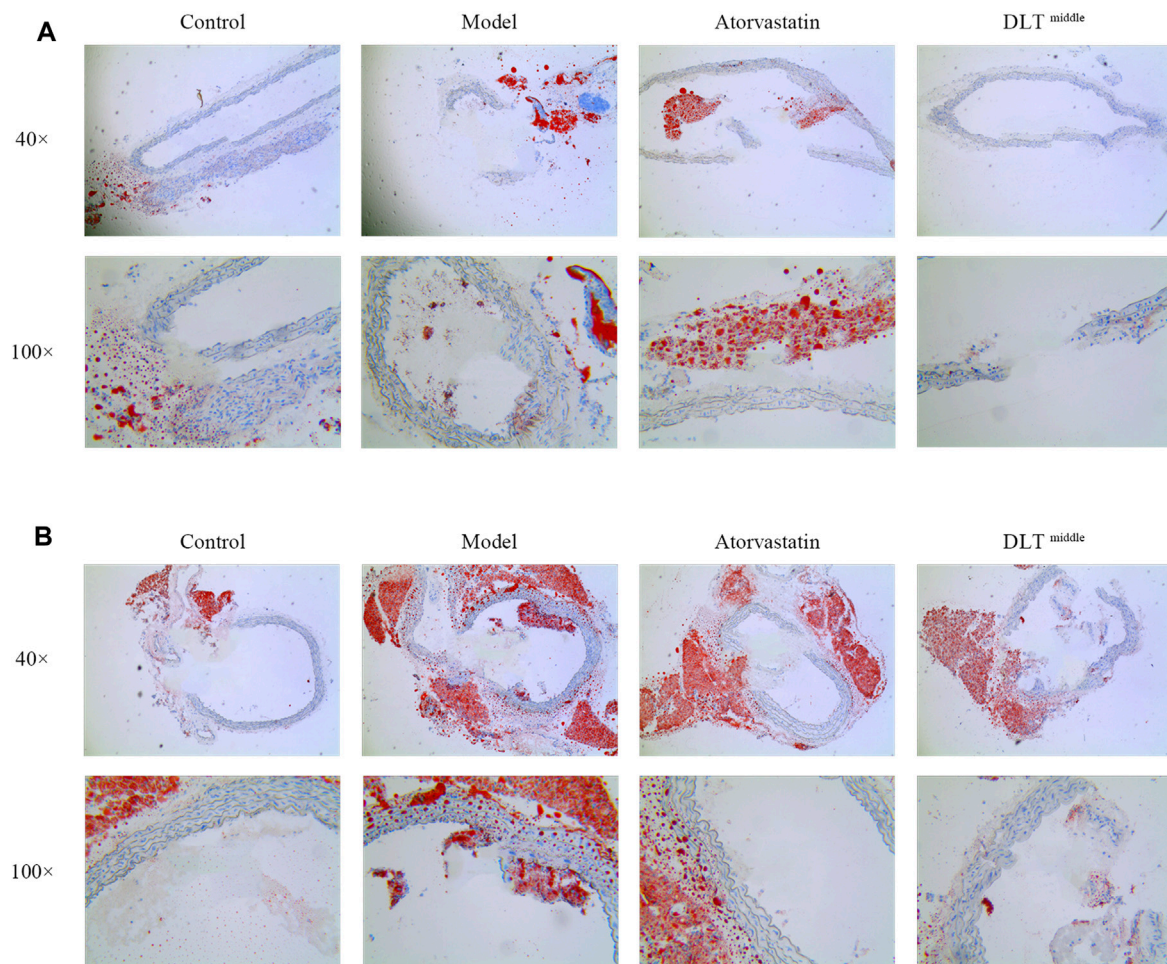 A
Control Model Atorvastatin DLT middle
40×
100×
B
Control Model Atorvastatin DLT middle
40×
100×